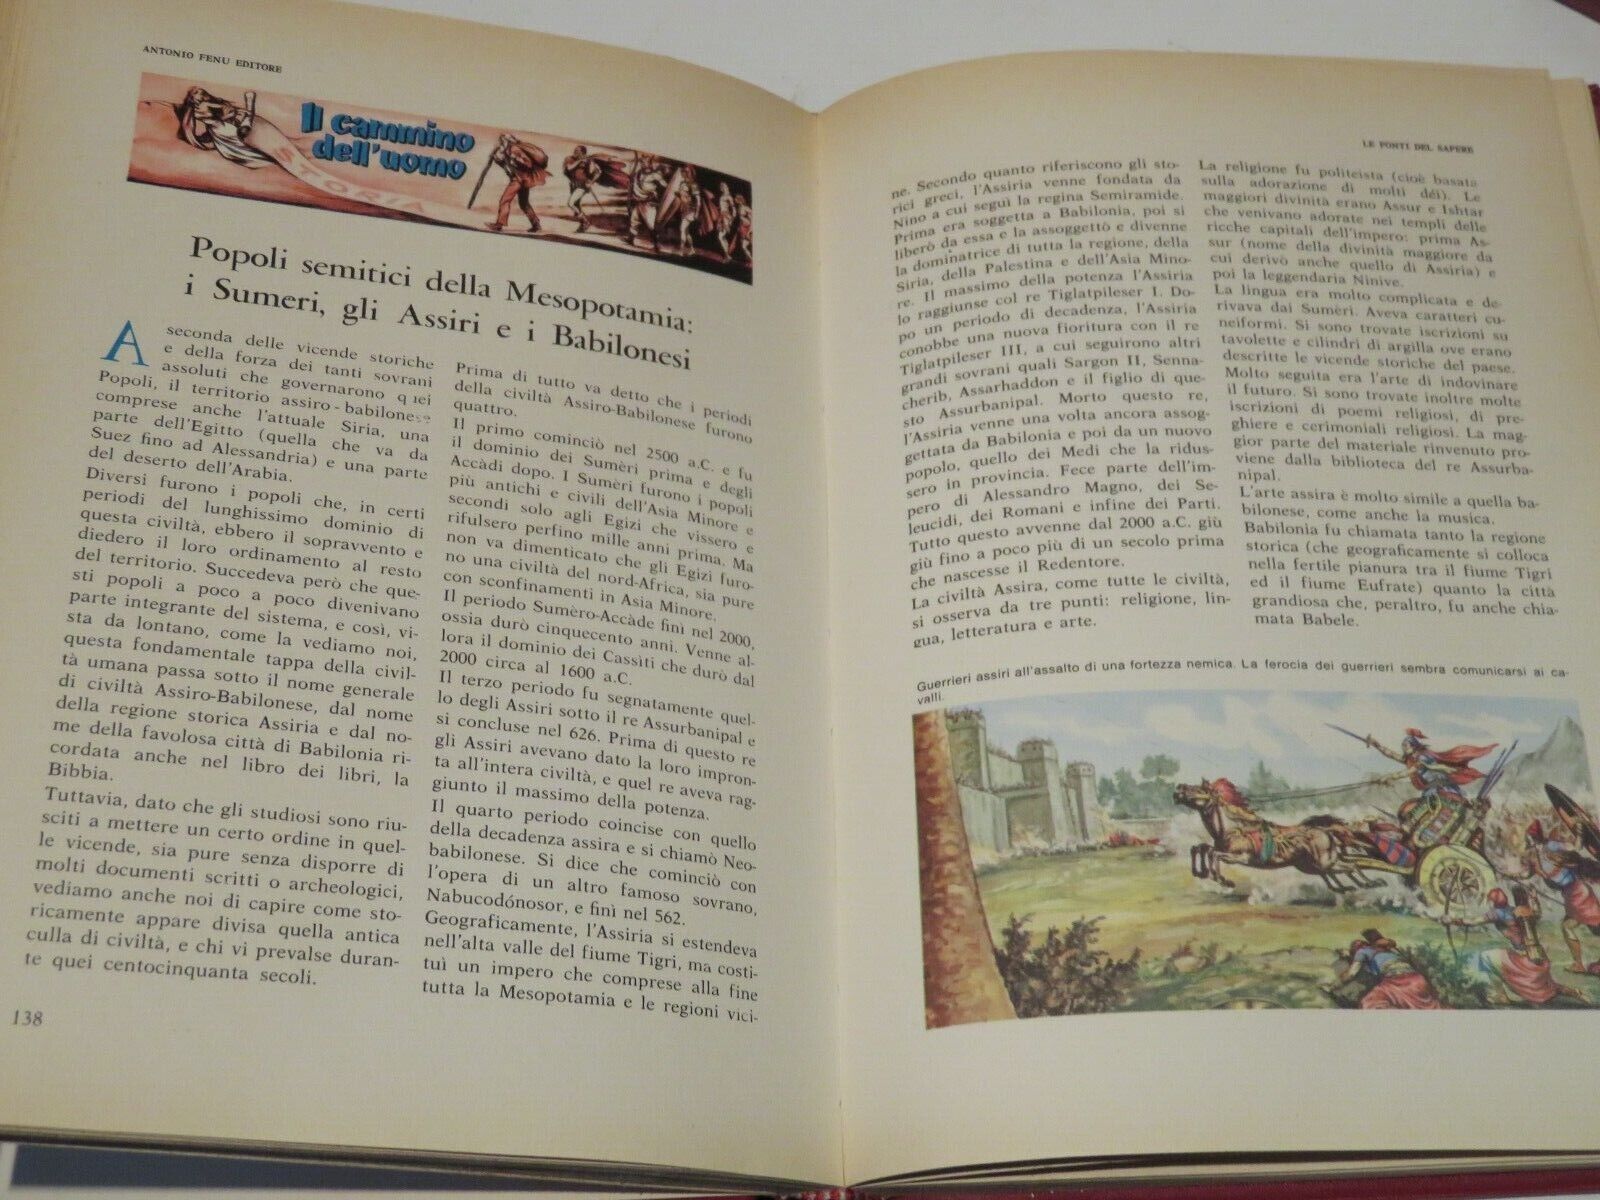 ANTONIO FENU EDITORE
Il cammino
dell'uomo
STORIA
Popoli semitici della Mesopotamia:
i Sumeri, gli Assiri e i Babilonesi
A seconda delle vicende storiche
e della forza dei tanti sovrani
assoluti che governarono quei
Popoli, il territorio assiro-babilonese
comprese anche l'attuale Siria, una
parte dell'Egitto (quella che va da
Suez fino ad Alessandria) e una parte
del deserto dell'Arabia.
Diversi furono i popoli che, in certi
periodi del lunghissimo dominio di
questa civiltà, ebbero il sopravvento e
diedero il loro ordinamento al resto
del territorio. Succedeva però che que-
sti popoli a poco a poco divenivano
parte integrante del sistema, e così, vi-
sta da lontano, come la vediamo noi,
questa fondamentale tappa della civil-
tà umana passa sotto il nome generale
di civiltà Assiro-Babilonese, dal nome
della regione storica Assiria e dal no-
me della favolosa città di Babilonia ri-
cordata anche nel libro dei libri, la
Bibbia.
Tuttavia, dato che gli studiosi sono riu-
sciti a mettere un certo ordine in quel-
le vicende, sia pure senza disporre di
molti documenti scritti o archeologici,
vediamo anche noi di capire come sto-
ricamente appare divisa quella antica
culla di civiltà, e chi vi prevalse duran-
te quei centocinquanta secoli.
Prima di tutto va detto che i periodi
della civiltà Assiro-Babilonese furono
quattro.
Il primo cominciò nel 2500 a.C. e fu
il dominio dei Sumèri prima e degli
Accàdi dopo. I Sumèri furono i popoli
più antichi e civili dell'Asia Minore e
secondi solo agli Egizi che vissero e
rifulsero perfino mille anni prima. Ma
non va dimenticato che gli Egizi furo-
no una civiltà del nord-Africa, sia pure
con sconfinamenti in Asia Minore.
Il periodo Sumèro-Accàde finì nel 2000,
ossia durò cinquecento anni. Venne al-
lora il dominio dei Cassìti che durò dal
2000 circa al 1600 a.C.
Il terzo periodo fu segnatamente quel-
lo degli Assiri sotto il re Assurbanipal e
si concluse nel 626. Prima di questo re
gli Assiri avevano dato la loro impron-
ta all'intera civiltà, e quel re aveva rag-
giunto il massimo della potenza.
Il quarto periodo coincise con quello
della decadenza assira e si chiamò Neo-
babilonese. Si dice che cominciò con
l'opera di un altro famoso sovrano,
Nabucodónosor, e finì nel 562.
Geograficamente, l'Assiria si estendeva
nell'alta valle del fiume Tigri, ma costi-
tuì un impero che comprese alla fine
tutta la Mesopotamia e le regioni vici-
138
LE PONTI DEL SAPERE
ne. Secondo quanto riferiscono gli sto-
rici greci, l'Assiria venne fondata da
Nino a cui seguì la regina Semiramide.
Prima era soggetta a Babilonia, poi si
liberò da essa e la assoggettò e divenne
la dominatrice di tutta la regione, della
Siria, della Palestina e dell'Asia Mino-
re. Il massimo della potenza l'Assiria
lo raggiunse col re Tiglatpileser I. Do-
po un periodo di decadenza, l'Assiria
conobbe una nuova fioritura con il re
Tiglatpileser III, a cui seguirono altri
grandi sovrani quali Sargon II, Senna-
cherib, Assarhaddon e il figlio di que-
sto Assurbanipal. Morto questo re,
l'Assiria venne una volta ancora assog-
gettata da Babilonia e poi da un nuovo
popolo, quello dei Medi che la ridus-
sero in provincia. Fece parte dell'im-
pero di Alessandro Magno, dei Se-
leucidi, dei Romani e infine dei Parti.
Tutto questo avvenne dal 2000 a.C. giù
giù fino a poco più di un secolo prima
che nascesse il Redentore.
La civiltà Assira, come tutte le civiltà,
si osserva da tre punti: religione, lin-
gua, letteratura e arte.
La religione fu politeista (cioè basata
sulla adorazione di molti déi). Le
maggiori divinità erano Assur e Ishtar
che venivano adorate nei templi delle
ricche capitali dell'impero: prima As-
sur (nome della divinità maggiore da
cui derivò anche quello di Assiria) e
poi la leggendaria Ninive.
La lingua era molto complicata e de-
rivava dai Sumèri. Aveva caratteri cu-
neiformi. Si sono trovate iscrizioni su
tavolette e cilindri di argilla ove erano
descritte le vicende storiche del paese.
Molto seguita era l'arte di indovinare
il futuro. Si sono trovate inoltre molte
iscrizioni di poemi religiosi, di pre-
ghiere e cerimoniali religiosi. La mag-
gior parte del materiale rinvenuto pro-
viene dalla biblioteca del re Assurba-
nipal.
L'arte assira è molto simile a quella ba-
bilonese, come anche la musica.
Babilonia fu chiamata tanto la regione
storica (che geograficamente si colloca
nella fertile pianura tra il fiume Tigri
ed il fiume Eufrate) quanto la città
grandiosa che, peraltro, fu anche chia-
mata Babele.
Guerrieri assiri all'assalto di una fortezza nemica. La ferocia dei guerrieri sembra comunicarsi ai ca-
valli.